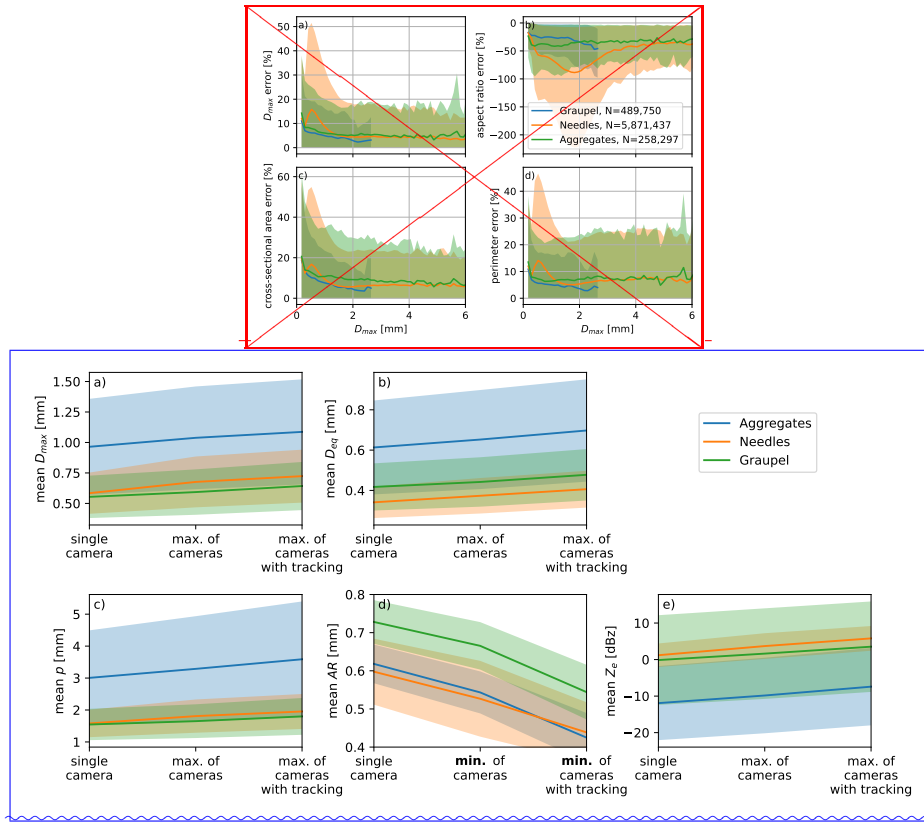 a)
b)
D_max error [%]
50
40
30
20
10
0
aspect ratio error [%]
0
−50
−100
−150
−200
Graupel, N=489,750
Needles, N=5,871,437
Aggregates, N=258,297
c)
d)
cross-sectional area error [%]
60
40
20
0
0
2
4
6
D_max [mm]
perimeter error [%]
40
30
20
10
0
0
2
4
6
D_max [mm]
a)
mean D_max [mm]
1.50
1.25
1.00
0.75
0.50
single
camera
max. of
cameras
max. of
cameras
with tracking
b)
mean D_eq [mm]
0.8
0.6
0.4
single
camera
max. of
cameras
max. of
cameras
with tracking
Aggregates
Needles
Graupel
c)
mean p [mm]
5
4
3
2
1
single
camera
max. of
cameras
max. of
cameras
with tracking
d)
mean AR [mm]
0.8
0.7
0.6
0.5
0.4
single
camera
min. of
cameras
min. of
cameras
with tracking
e)
mean Z_e [dBz]
10
0
−10
−20
single
camera
max. of
cameras
max. of
cameras
with tracking